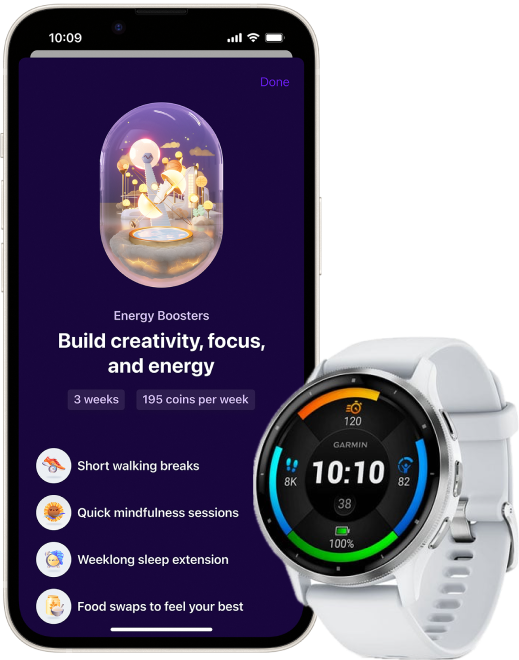 10:09
Done
Energy Boosters
Build creativity, focus,
and energy
3 weeks
195 coins per week
Short walking breaks
Quick mindfulness sessions
Weeklong sleep extension
Food swaps to feel your best
120
GARMIN
8K
10:10
82
38
100%